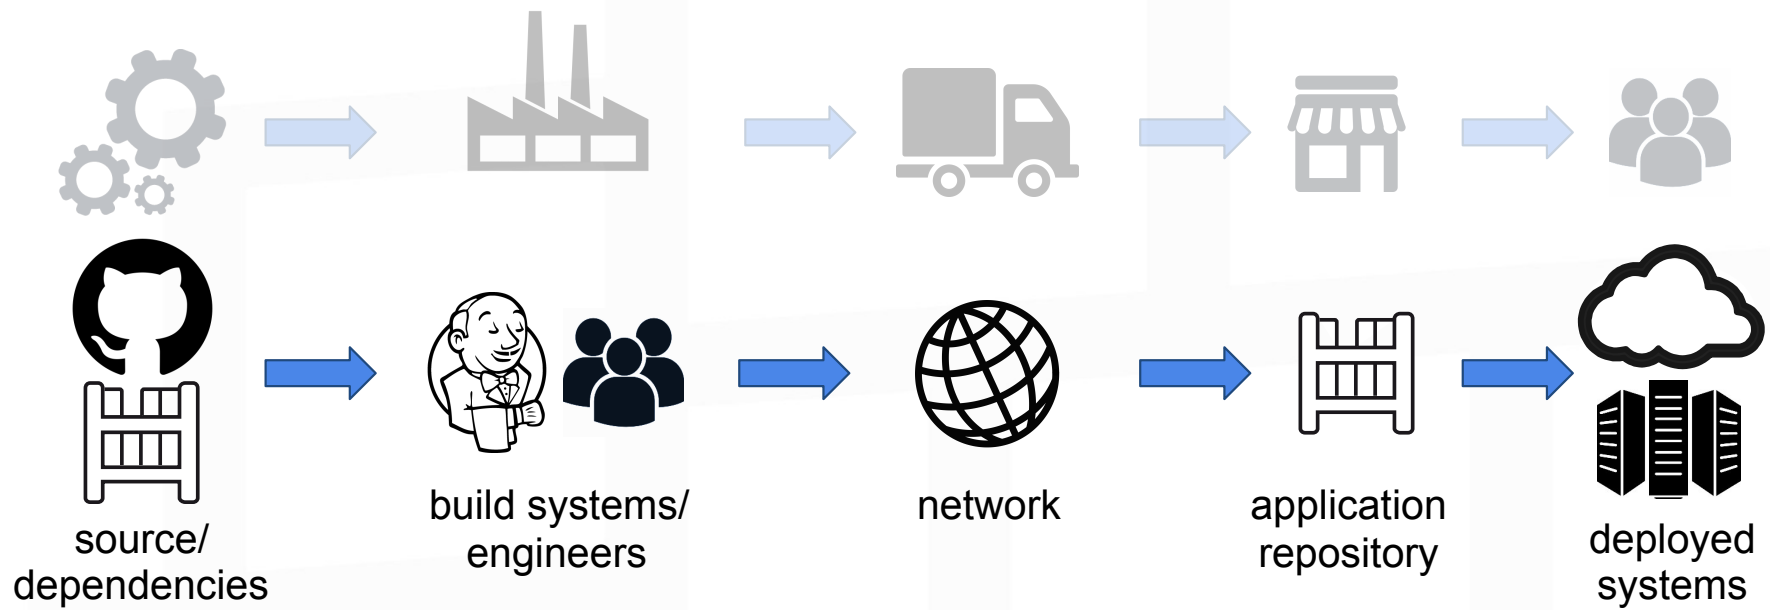 source/
dependencies
build systems/
engineers
network
application
repository
deployed
systems